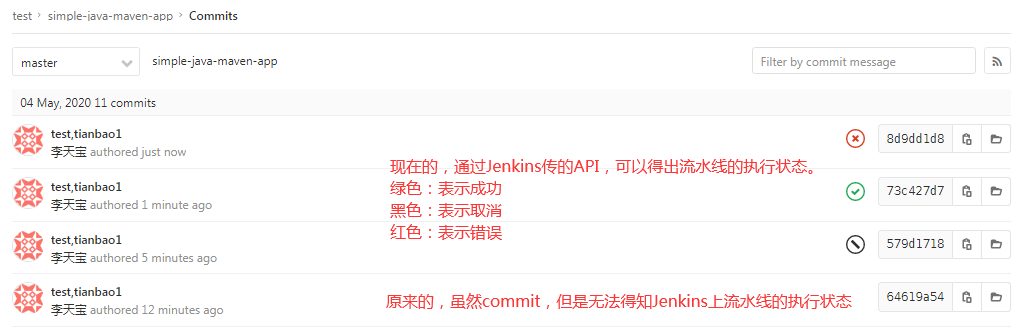 test › simple-java-maven-app › Commits
master simple-java-maven-app Filter by commit message
04 May, 2020 11 commits
test,tianbao1
李天宝 authored just now
8d9dd1d8
现在的，通过Jenkins传的API，可以得出流水线的执行状态。
绿色：表示成功
黑色：表示取消
红色：表示错误
test,tianbao1
李天宝 authored 1 minute ago
73c427d7
test,tianbao1
李天宝 authored 5 minutes ago
579d1718
test,tianbao1
李天宝 authored 12 minutes ago
64619a54
原来的，虽然commit，但是无法得知Jenkins上流水线的执行状态